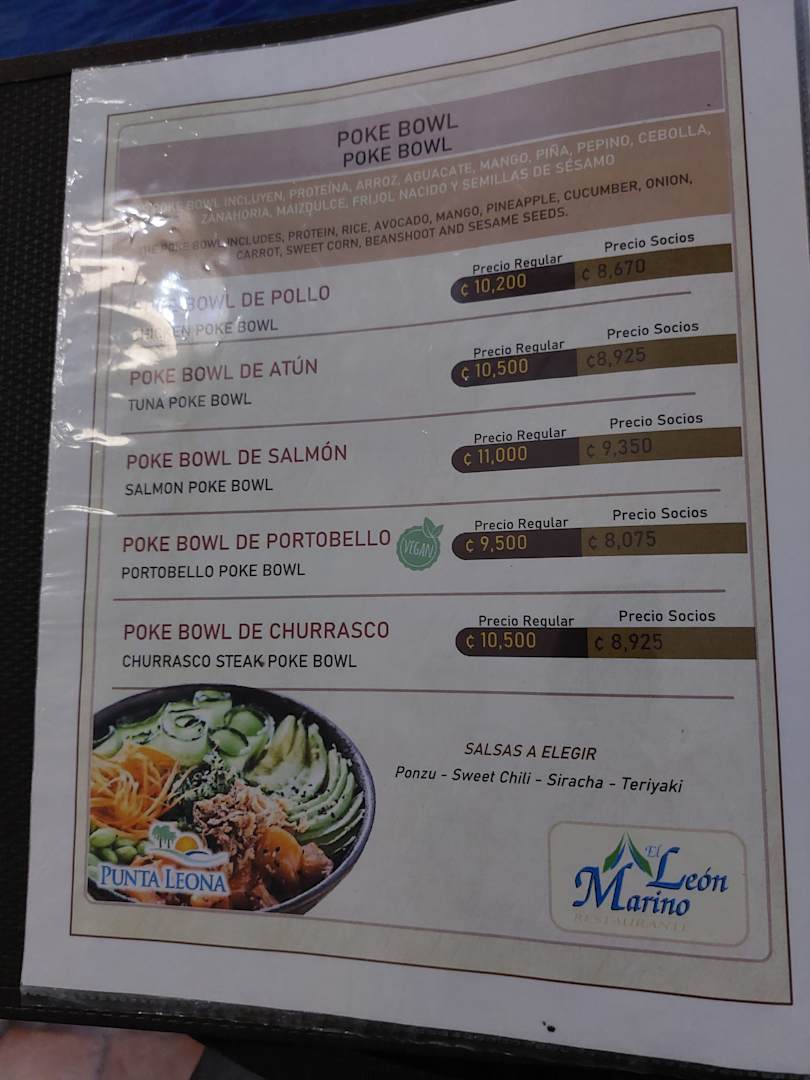 POKE BOWL
POKE BOWL
POKE BOWL INCLUYEN, PROTEÍNA, ARROZ, AGUACATE, MANGO, PIÑA, PEPINO, CEBOLLA,
ZANAHORIA, MAIZDULCE, FRIJOL NACIDO Y SEMILLAS DE SÉSAMO
THE POKE BOWL INCLUDES, PROTEIN, RICE, AVOCADO, MANGO, PINEAPPLE, CUCUMBER, ONION,
CARROT, SWEET CORN, BEANSHOOT AND SESAME SEEDS.
Precio Regular Precio Socios
POKE BOWL DE POLLO ¢ 10,200 ¢ 8,670
CHICKEN POKE BOWL
Precio Regular Precio Socios
POKE BOWL DE ATÚN ¢ 10,500 ¢8,925
TUNA POKE BOWL
Precio Regular Precio Socios
POKE BOWL DE SALMÓN ¢ 11,000 ¢ 9,350
SALMON POKE BOWL
Precio Regular Precio Socios
POKE BOWL DE PORTOBELLO VEGAN ¢ 9,500 ¢ 8,075
PORTOBELLO POKE BOWL
Precio Regular Precio Socios
POKE BOWL DE CHURRASCO ¢ 10,500 ¢ 8,925
CHURRASCO STEAK POKE BOWL
SALSAS A ELEGIR
Ponzu - Sweet Chili - Siracha - Teriyaki
PUNTA LEONA
El León
Marino
RESTAURANTE